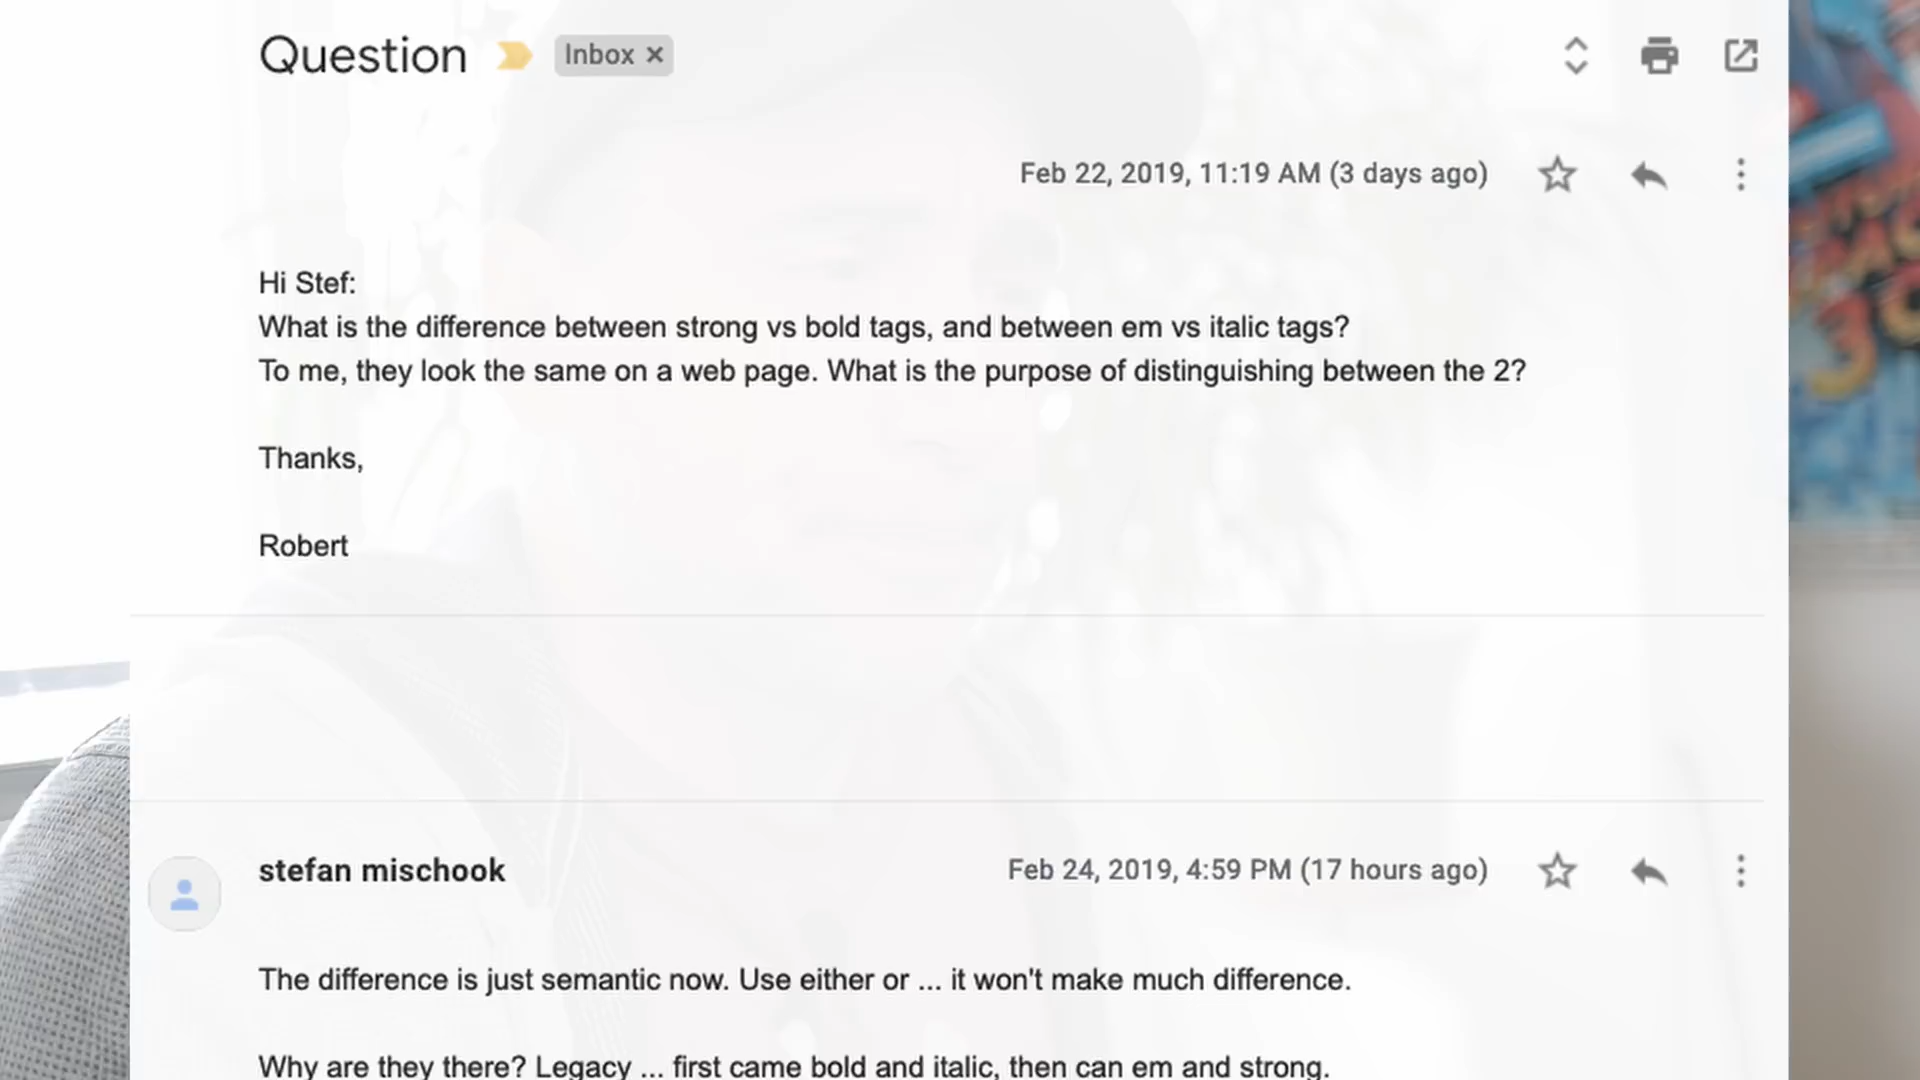 Question Inbox ×
Feb 22, 2019, 11:19 AM (3 days ago)
Hi Stef:
What is the difference between strong vs bold tags, and between em vs italic tags?
To me, they look the same on a web page. What is the purpose of distinguishing between the 2?
Thanks,
Robert
stefan mischook Feb 24, 2019, 4:59 PM (17 hours ago)
The difference is just semantic now. Use either or ... it won't make much difference.
Why are they there? Legacy ... first came bold and italic, then can em and strong.